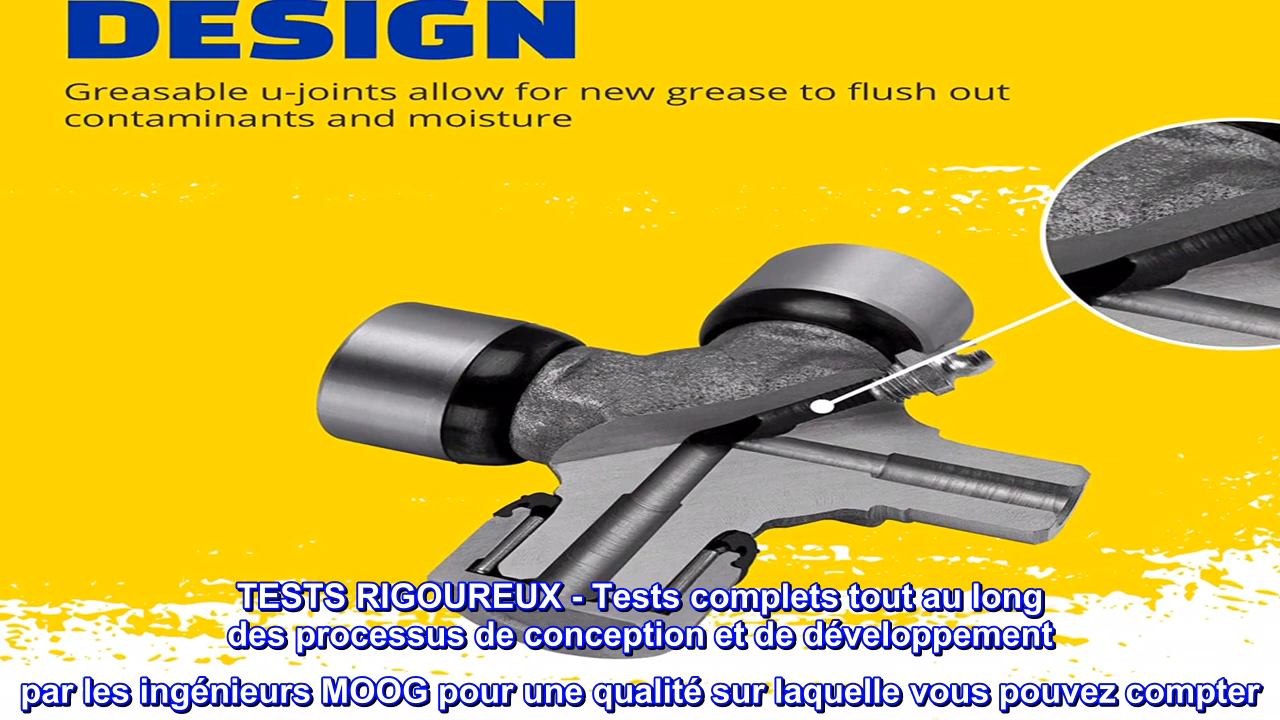 DESIGN
Greasable u-joints allow for new grease to flush out
contaminants and moisture
TESTS RIGOUREUX - Tests complets tout au long
des processus de conception et de développement
par les ingénieurs MOOG pour une qualité sur laquelle vous pouvez compter